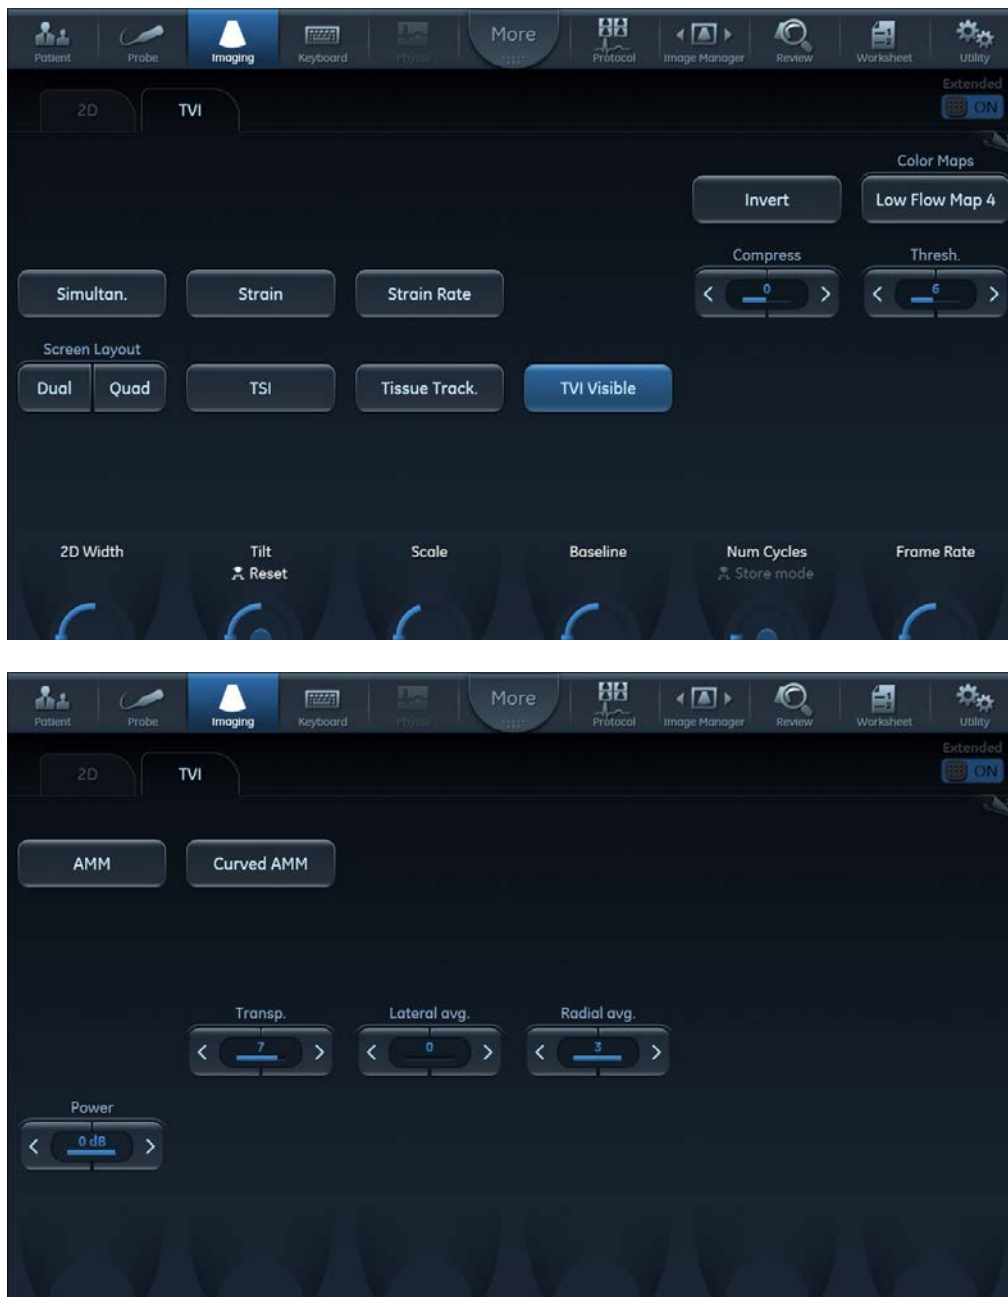 Patient Probe Imaging Keyboard Physio More Protocol Image Manager Review Worksheet Utility
Extended
2D TVI ON
Color Maps
Invert Low Flow Map 4
Compress Thresh.
Simultan. Strain Strain Rate 0 6
Screen Layout
Dual Quad TSI Tissue Track. TVI Visible
2D Width Tilt Scale Baseline Num Cycles Frame Rate
Reset Store mode
Patient Probe Imaging Keyboard Physio More Protocol Image Manager Review Worksheet Utility
Extended
2D TVI ON
AMM Curved AMM
Transp. Lateral avg. Radial avg.
7 0 3
Power
0 dB